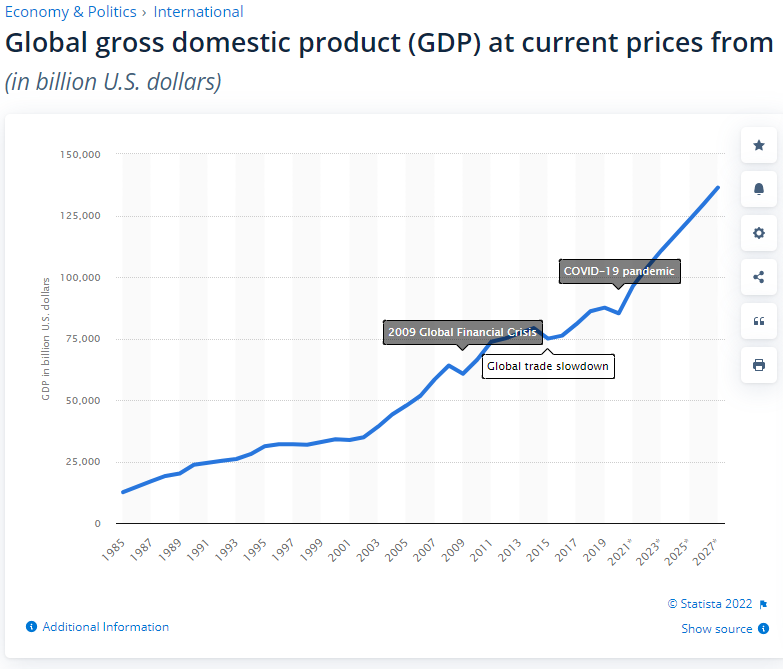 Economy & Politics › International
Global gross domestic product (GDP) at current prices from
(in billion U.S. dollars)
150,000
125,000
100,000
75,000
50,000
25,000
0
GDP in billion U.S. dollars
COVID-19 pandemic
2009 Global Financial Crisis
Global trade slowdown
1985
1987
1989
1991
1993
1995
1997
1999
2001
2003
2005
2007
2009
2011
2013
2015
2017
2019
2021*
2023*
2025*
2027*
© Statista 2022
Additional Information
Show source